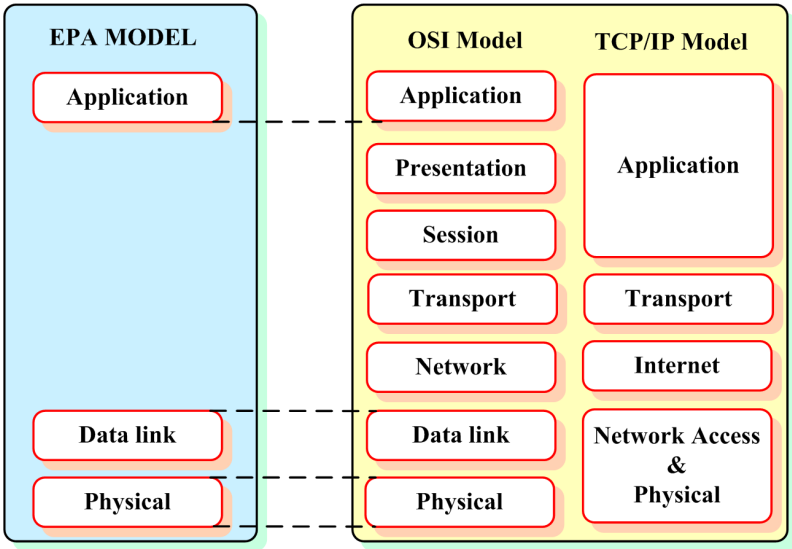 EPA MODEL
Application
Data link
Physical
OSI Model
Application
Presentation
Session
Transport
Network
Data link
Physical
TCP/IP Model
Application
Transport
Internet
Network Access
&
Physical